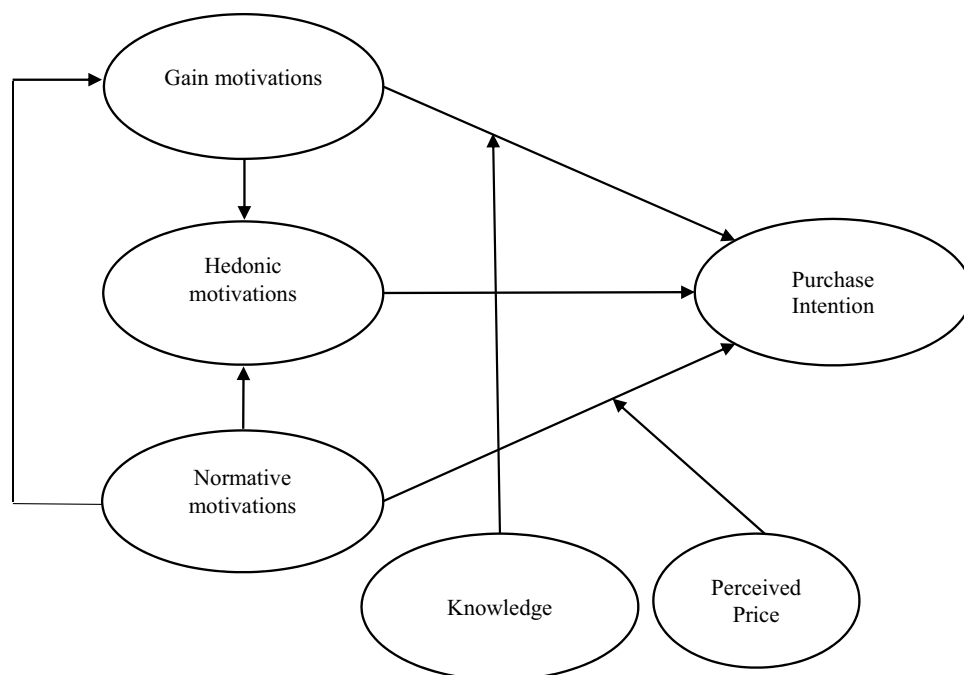 Gain motivations
Hedonic
motivations
Purchase
Intention
Normative
motivations
Knowledge
Perceived
Price